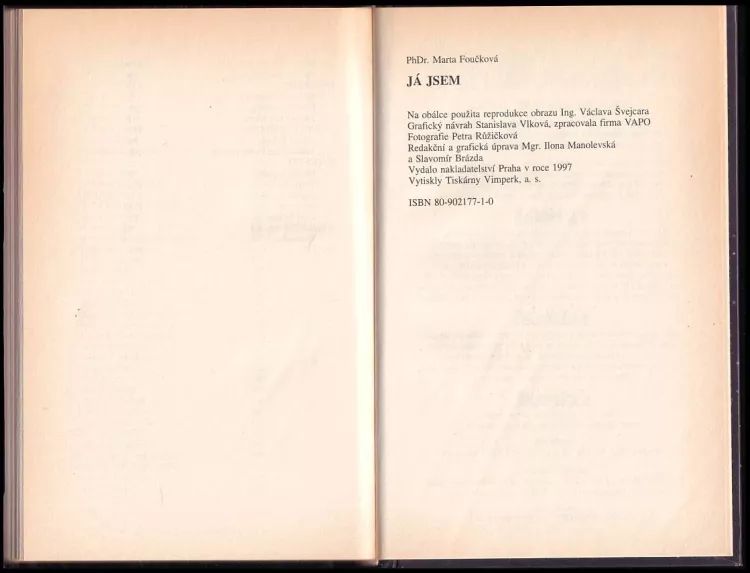 PhDr. Marta Foučková
JÁ JSEM
Na obálce použita reprodukce obrazu Ing. Václava Švejcara
Grafický návrh Stanislava Vlková, zpracovala firma VAPO
Fotografie Petra Růžičková
Redakční a grafická úprava Mgr. Ilona Manolevská
a Slavomír Brázda
Vydalo nakladatelství Praha v roce 1997
Vytiskly Tiskárny Vimperk, a. s.
ISBN 80-902177-1-0